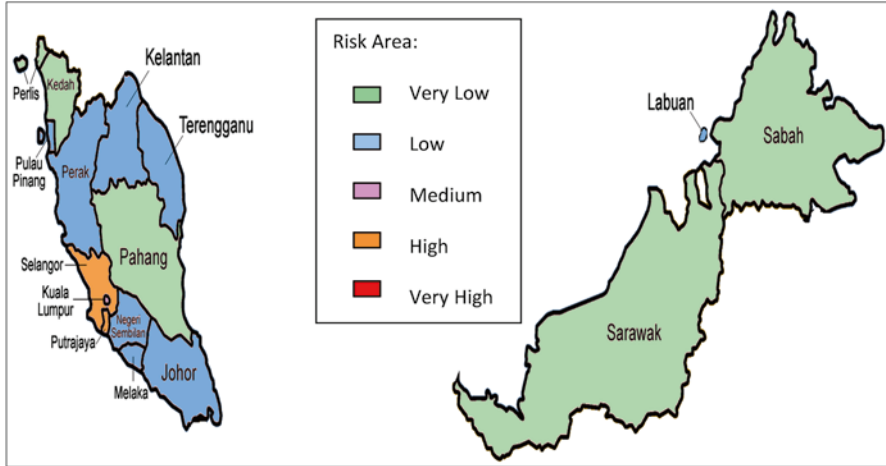 Kelantan
Kedah
Perlis
Terengganu
Pulau
Pinang
Perak
Pahang
Selangor
Kuala
Lumpur
Negeri
Sembilan
Putrajaya
Johor
Melaka
Risk Area:
Very Low
Low
Medium
High
Very High
Labuan
Sabah
Sarawak